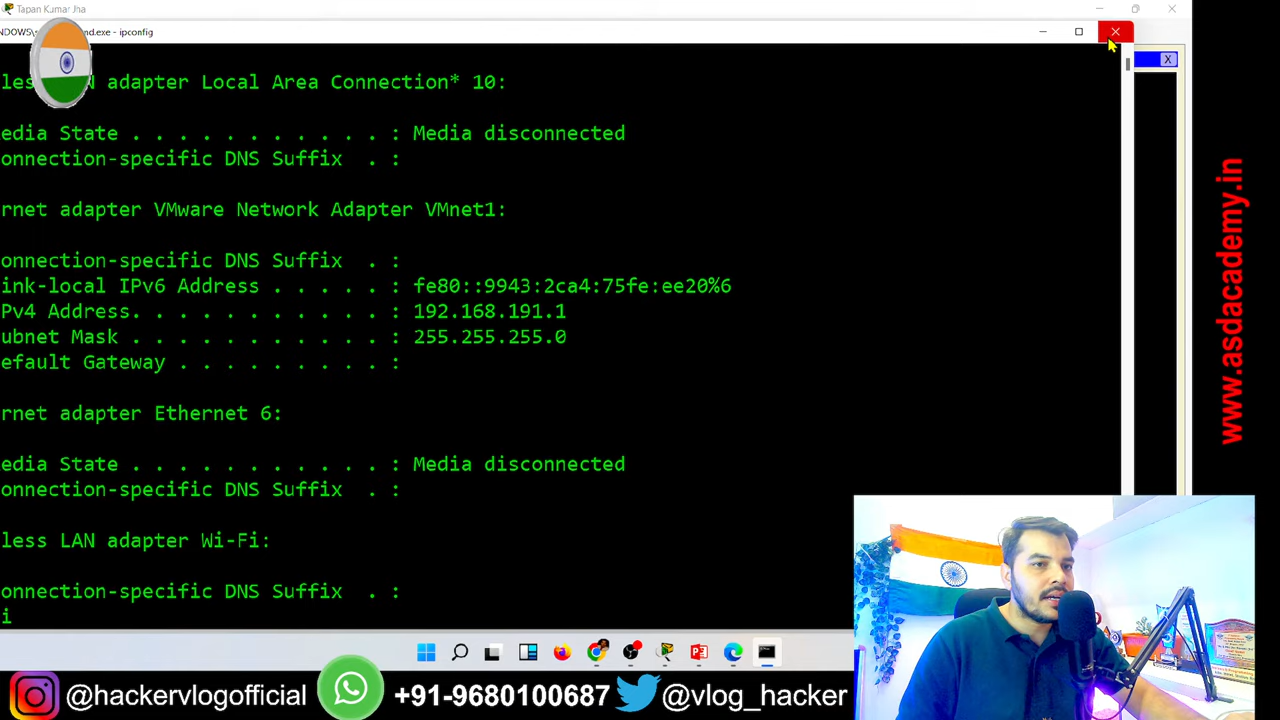 Tapan Kumar Jha
NDOWS\s nd.exe - ipconfig
less N adapter Local Area Connection* 10:
edia State . . . . . . . . . . . : Media disconnected
onnection-specific DNS Suffix . :
rnet adapter VMware Network Adapter VMnet1:
onnection-specific DNS Suffix . :
ink-local IPv6 Address . . . . . : fe80::9943:2ca4:75fe:ee20%6
Pv4 Address. . . . . . . . . . . : 192.168.191.1
ubnet Mask . . . . . . . . . . . : 255.255.255.0
efault Gateway . . . . . . . . . :
rnet adapter Ethernet 6:
edia State . . . . . . . . . . . : Media disconnected
onnection-specific DNS Suffix . :
less LAN adapter Wi-Fi:
onnection-specific DNS Suffix . :
i
X
www.asdacademy.in
@hackervlogofficial
+91-9680100687
@vlog_hacker